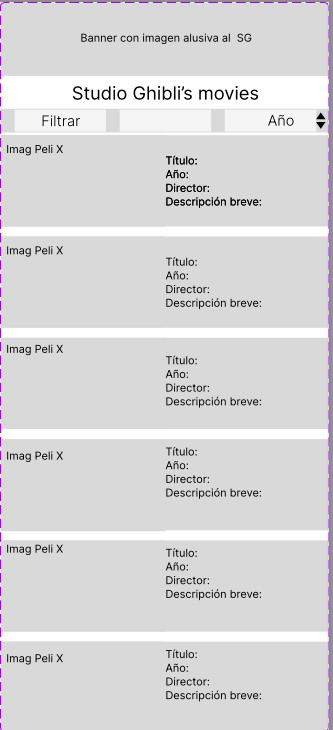 Banner con imagen alusiva al SG
Studio Ghibli's movies
Filtrar
Año
Imag Peli X
Título:
Año:
Director:
Descripción breve:
Imag Peli X
Título:
Año:
Director:
Descripción breve:
Imag Peli X
Título:
Año:
Director:
Descripción breve:
Imag Peli X
Título:
Año:
Director:
Descripción breve:
Imag Peli X
Título:
Año:
Director:
Descripción breve:
Imag Peli X
Título:
Año:
Director:
Descripción breve: